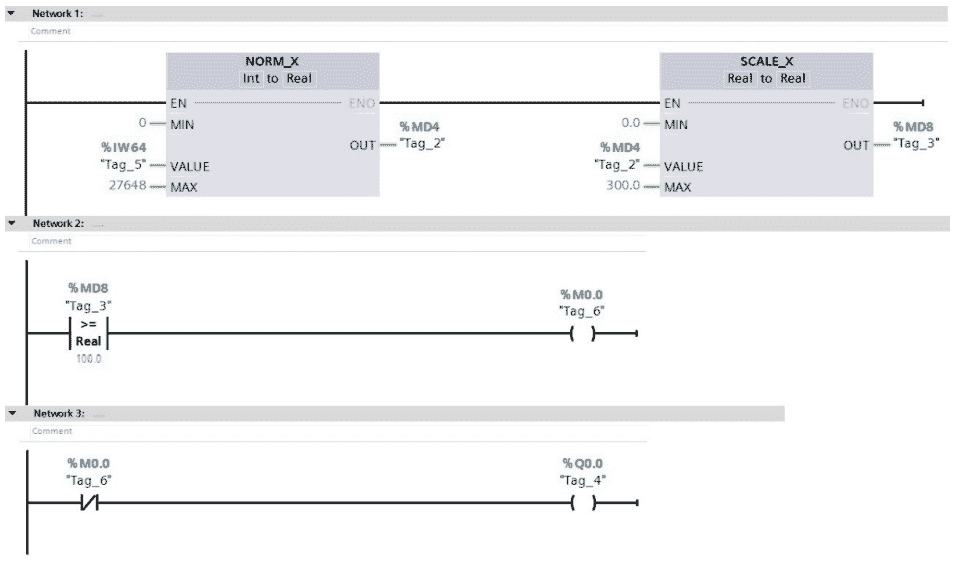 Network 1:
Comment
NORM_X
Int to Real
EN ENO
0 MIN
%MD4
OUT "Tag_2"
%IW64
"Tag_5" VALUE
27648 MAX
SCALE_X
Real to Real
EN ENO
0.0 MIN
%MD8
OUT "Tag_3"
%MD4
"Tag_2" VALUE
300.0 MAX
Network 2:
Comment
%MD8
"Tag_3"
>=
Real
100.0
%M0.0
"Tag_6"
( )
Network 3:
Comment
%M0.0
"Tag_6"
%Q0.0
"Tag_4"
( )